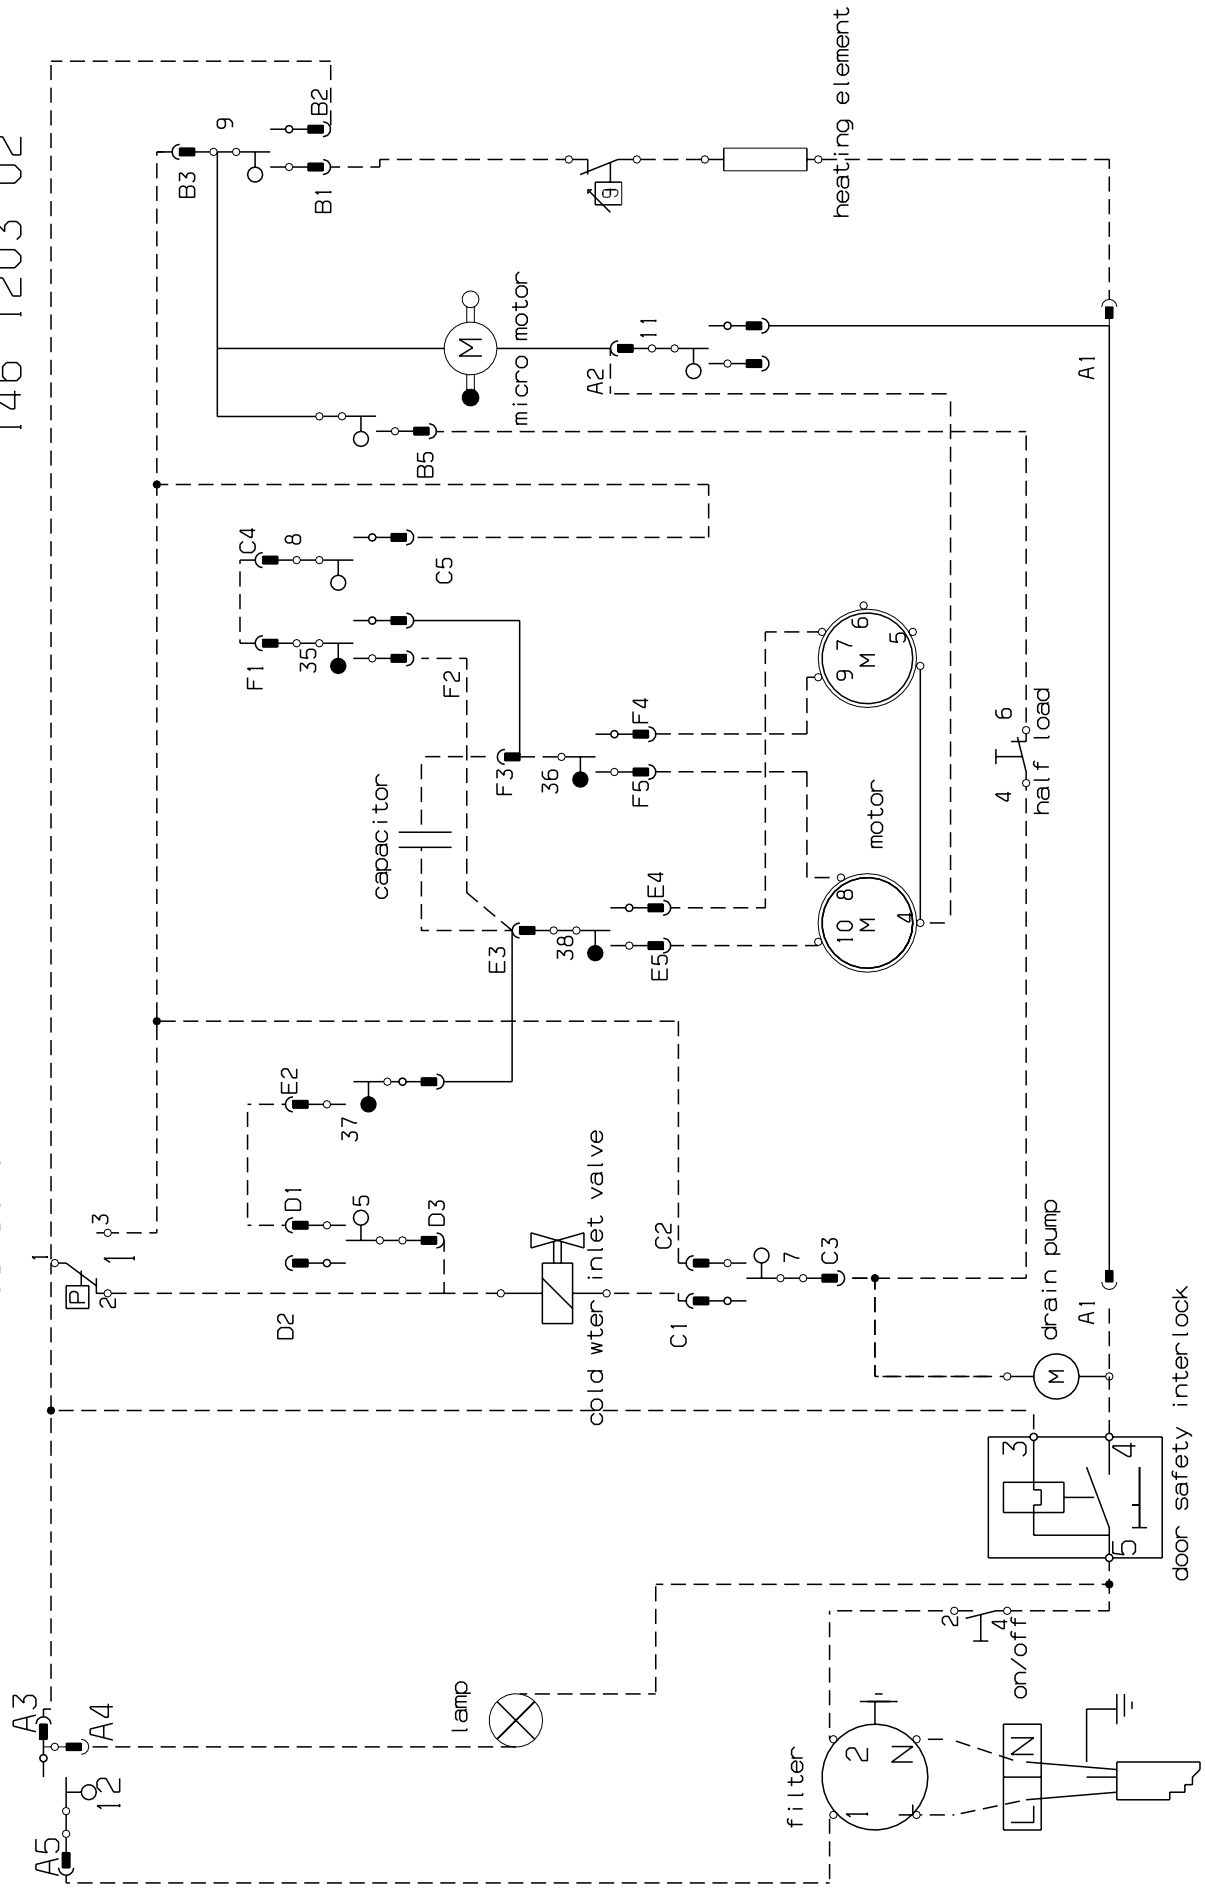 146 1203 02
A3
A4
12
A5
1
P
2
3
1
B3
9
B2
B1
9
heating element
M
micro motor
A2
11
A1
B5
C4
8
C5
F1
35
F2
F3
36
F4
F5
capacitor
E3
38
E4
E5
9
7
6
5
M
motor
10
8
M
4
4
6
half load
E2
37
D1
5
D3
D2
cold wter inlet valve
C2
C1
7
C3
drain pump
M
A1
3
4
5
door safety interlock
lamp
2
4
on/off
filter
1
2
L
N
L
N